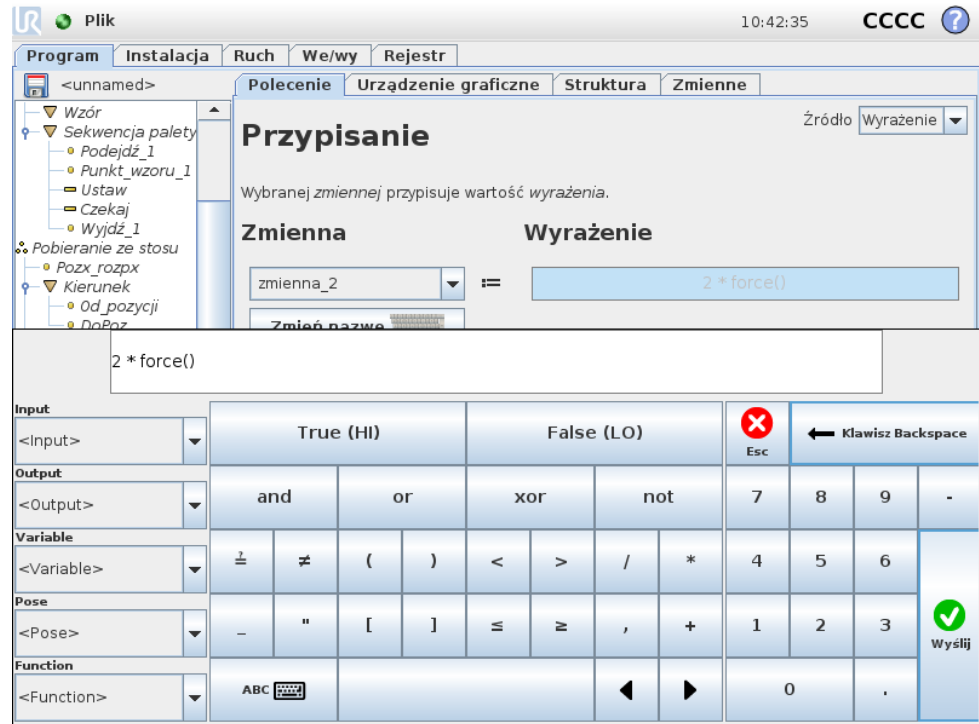 UR Plik 10:42:35 CCCC ?
Program Instalacja Ruch We/wy Rejestr
<unnamed> Polecenie Urządzenie graficzne Struktura Zmienne
Wzór
Sekwencja palety
Podejdź_1
Punkt_wzoru_1
Ustaw
Czekaj
Wyjdź_1
Pobieranie ze stosu
Pozx_rozpx
Kierunek
Od_pozycji
DoPoz
Przypisanie
Źródło Wyrażenie
Wybranej zmiennej przypisuje wartość wyrażenia.
Zmienna Wyrażenie
zmienna_2 := 2 * force()
Zmień nazwę
2 * force()
Input
<Input>
True (HI) False (LO) Esc Klawisz Backspace
Output
<Output>
and or xor not 7 8 9 -
Variable
<Variable>
≟ ≠ ( ) < > / * 4 5 6
Pose
<Pose>
_ " [ ] ≤ ≥ , + 1 2 3 Wyślij
Function
<Function>
ABC 0 .